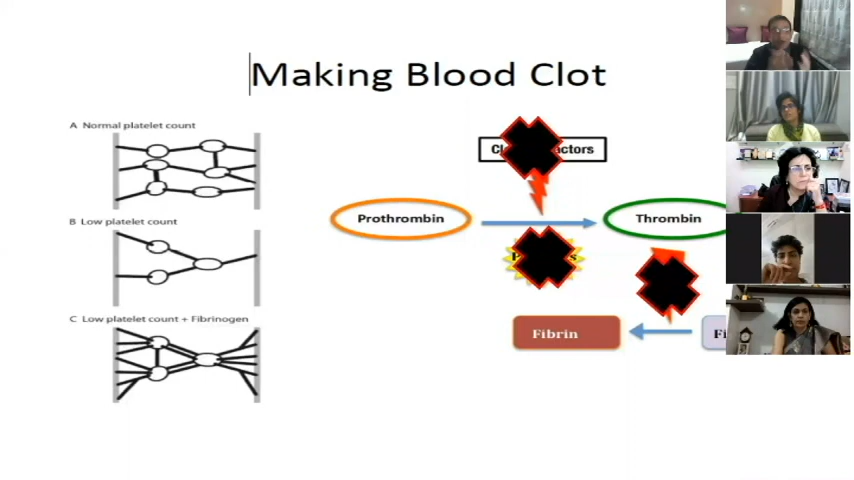 Making Blood Clot
A Normal platelet count
B Low platelet count
C Low platelet count + Fibrinogen
Prothrombin
Thrombin
Fibrin